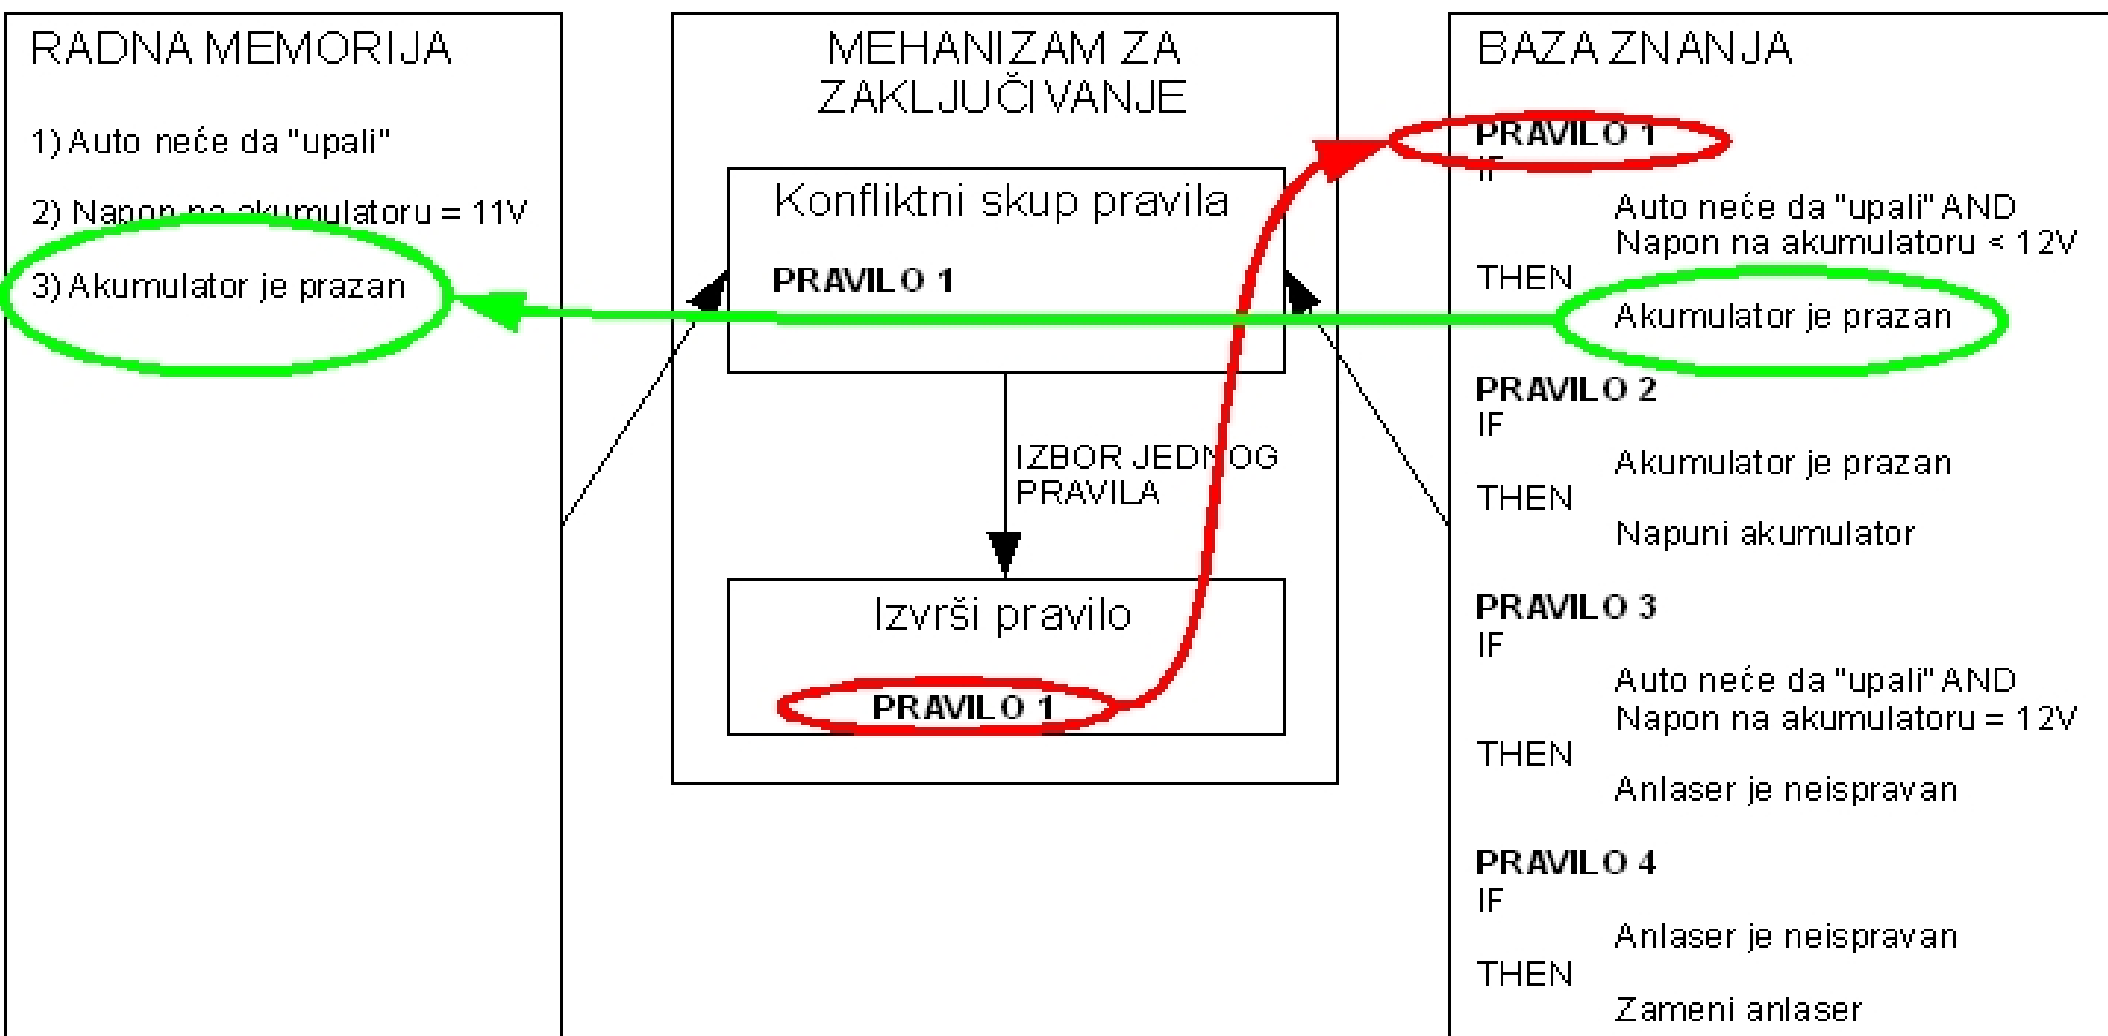 RADNA MEMORIJA
1) Auto neće da "upali"
2) Napon na akumulatoru = 11V
3) Akumulator je prazan
MEHANIZAM ZA
ZAKLJUČIVANJE
Konfliktni skup pravila
PRAVILO 1
IZBOR JEDNOG
PRAVILA
Izvrši pravilo
PRAVILO 1
BAZA ZNANJA
PRAVILO 1
IF
Auto neće da "upali" AND
Napon na akumulatoru < 12V
THEN
Akumulator je prazan
PRAVILO 2
IF
Akumulator je prazan
THEN
Napuni akumulator
PRAVILO 3
IF
Auto neće da "upali" AND
Napon na akumulatoru = 12V
THEN
Anlaser je neispravan
PRAVILO 4
IF
Anlaser je neispravan
THEN
Zameni anlaser